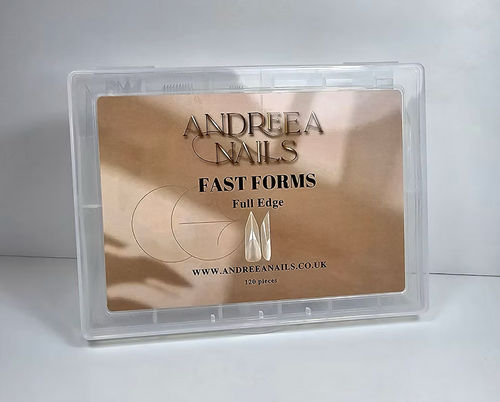 ANDREEA
NAILS
FAST FORMS
Full Edge
WWW.ANDREEANAILS.CO.UK
120 pieces